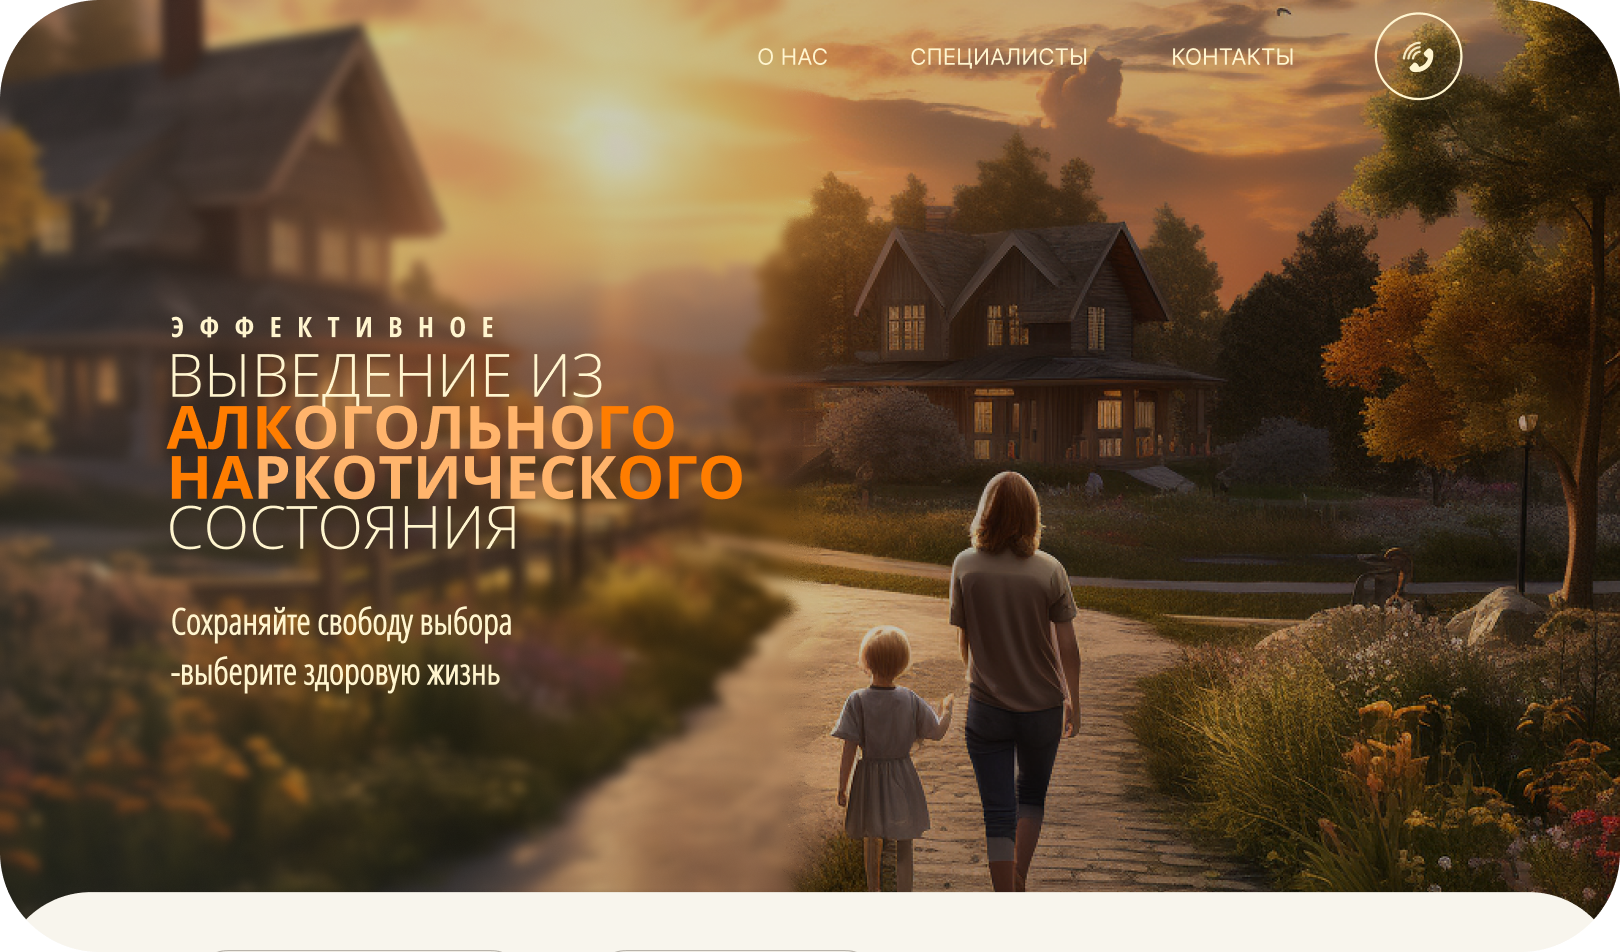 О НАС СПЕЦИАЛИСТЫ КОНТАКТЫ
ЭФФЕКТИВНОЕ
ВЫВЕДЕНИЕ ИЗ
АЛКОГОЛЬНОГО
НАРКОТИЧЕСКОГО
СОСТОЯНИЯ
Сохраняйте свободу выбора
-выберите здоровую жизнь